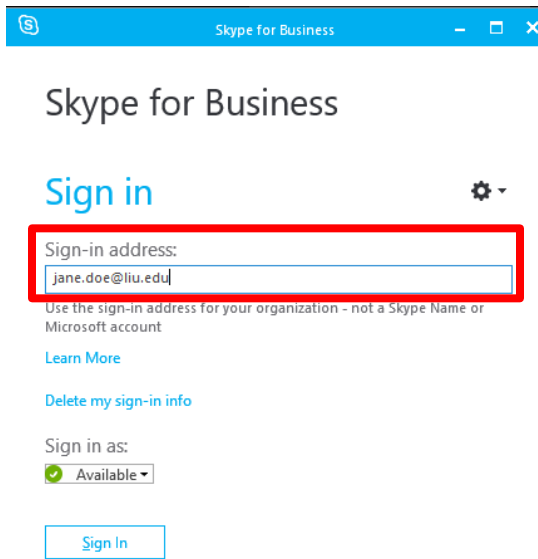 Skype for Business
Skype for Business
Sign in
Sign-in address:
jane.doe@liu.edu
Use the sign-in address for your organization - not a Skype Name or
Microsoft account
Learn More
Delete my sign-in info
Sign in as:
Available
Sign In